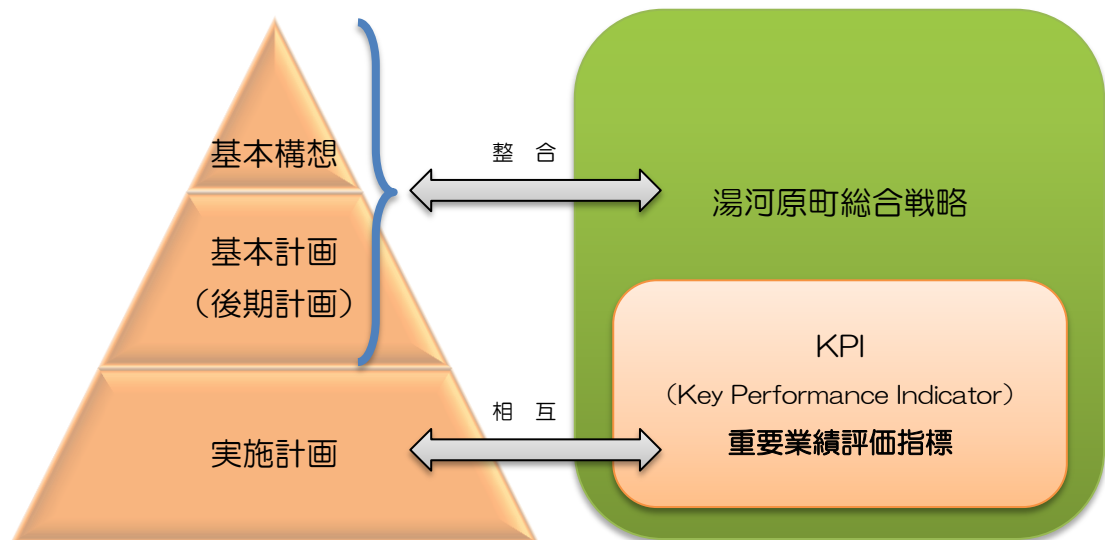 基本構想
基本計画
（後期計画）
実施計画
整　合
相　互
湯河原町総合戦略
KPI
（Key Performance Indicator）
重要業績評価指標